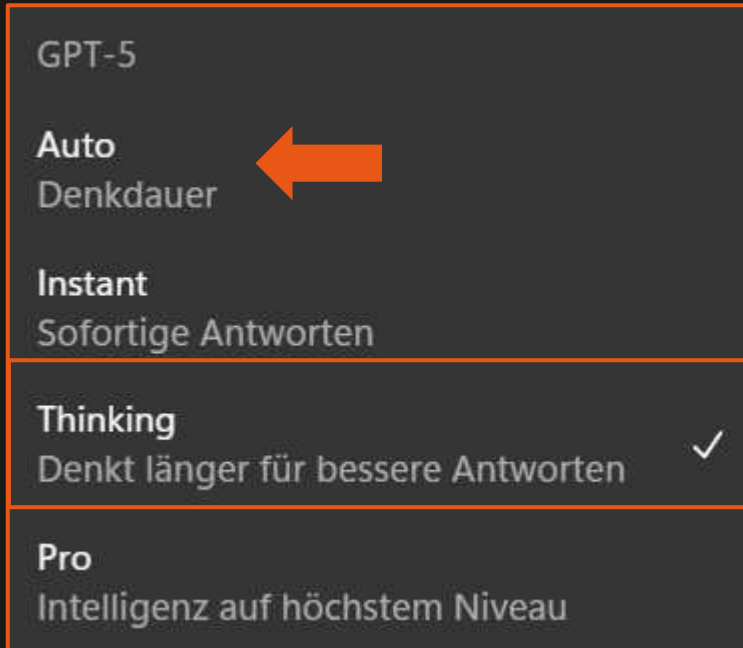 GPT-5
Auto
Denkdauer
Instant
Sofortige Antworten
Thinking
Denkt länger für bessere Antworten
Pro
Intelligenz auf höchstem Niveau